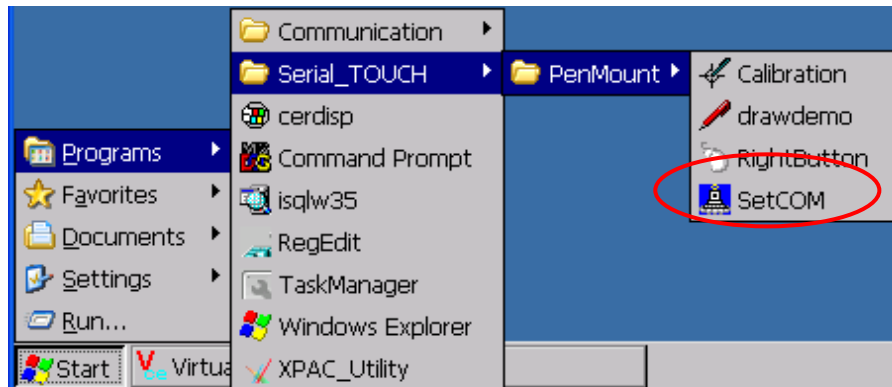 Programs
Favorites
Documents
Settings
Run...
Start
Virtua
Communication
Serial_TOUCH
cerdisp
Command Prompt
isqlw35
RegEdit
TaskManager
Windows Explorer
XPAC_Utility
PenMount
Calibration
drawdemo
RightButton
SetCOM